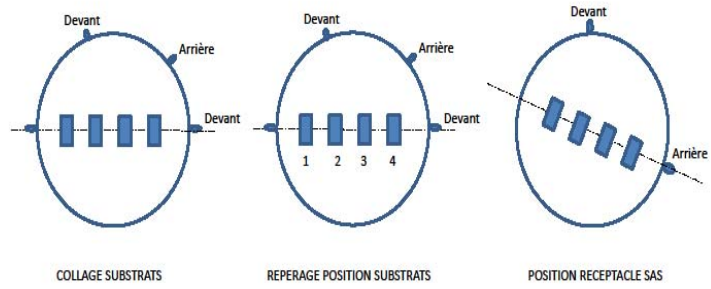 Devant
Arrière
Devant
COLLAGE SUBSTRATS
Devant
Arrière
Devant
1 2 3 4
REPERAGE POSITION SUBSTRATS
Devant
Arrière
POSITION RECEPTACLE SAS